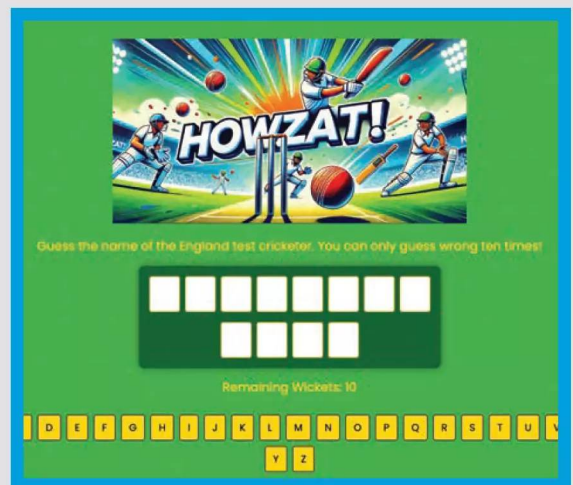 HOWZAT!
Guess the name of the England test cricketer. You can only guess wrong ten times!
Remaining Wickets: 10
D E F G H I J K L M N O P Q R S T U V
Y Z